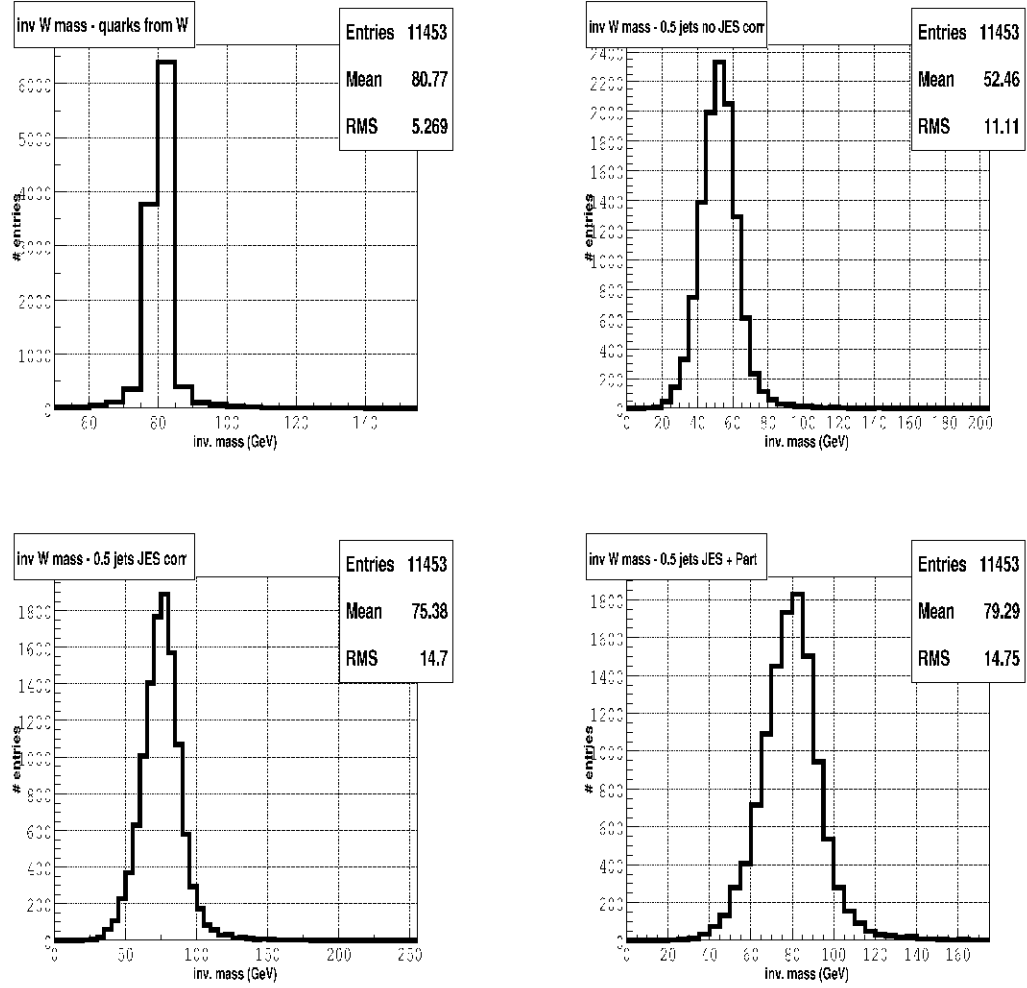 inv W mass - quarks from W
Entries 11453
Mean 80.77
RMS 5.269
# entries
inv. mass (GeV)
inv W mass - 0.5 jets no JES corr
Entries 11453
Mean 52.46
RMS 11.11
# entries
0 20 40 60 80 100 120 140 160 180 200
inv. mass (GeV)
inv W mass - 0.5 jets JES corr
Entries 11453
Mean 75.38
RMS 14.7
# entries
0 50 100 150 200 250
inv. mass (GeV)
inv W mass - 0.5 jets JES + Part
Entries 11453
Mean 79.29
RMS 14.75
# entries
0 20 40 60 80 100 120 140 160
inv. mass (GeV)